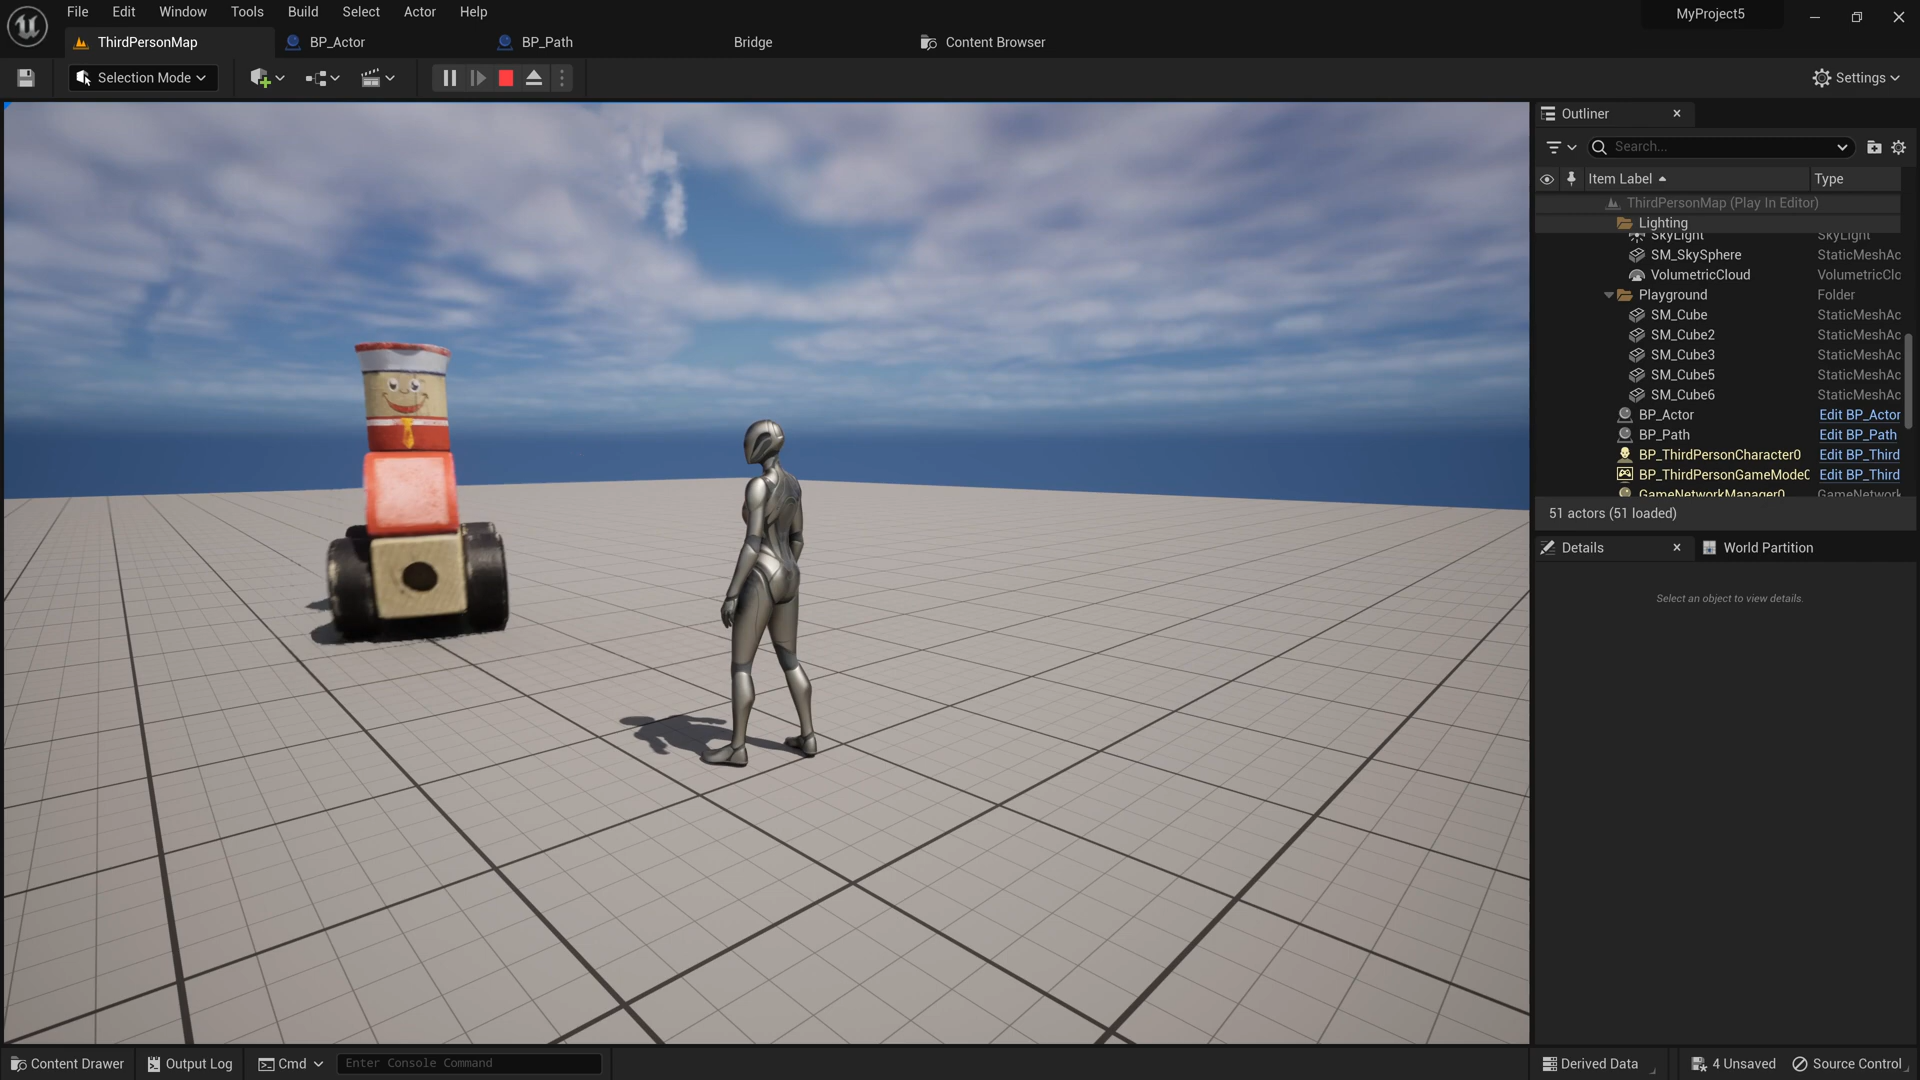 File Edit Window Tools Build Select Actor Help
MyProject5
ThirdPersonMap
BP_Actor
BP_Path
Bridge
Content Browser
Selection Mode
Settings
Outliner
Search...
Item Label
Type
ThirdPersonMap (Play In Editor)
Lighting
SkyLight SkyLight
SM_SkySphere StaticMeshAc
VolumetricCloud VolumetricClo
Playground Folder
SM_Cube StaticMeshAc
SM_Cube2 StaticMeshAc
SM_Cube3 StaticMeshAc
SM_Cube5 StaticMeshAc
SM_Cube6 StaticMeshAc
BP_Actor Edit BP_Actor
BP_Path Edit BP_Path
BP_ThirdPersonCharacter0 Edit BP_Third
BP_ThirdPersonGameMode0 Edit BP_Third
GameNetworkManager0 GameNetwork
51 actors (51 loaded)
Details
World Partition
Select an object to view details.
Content Drawer
Output Log
Cmd
Enter Console Command
Derived Data
4 Unsaved
Source Control